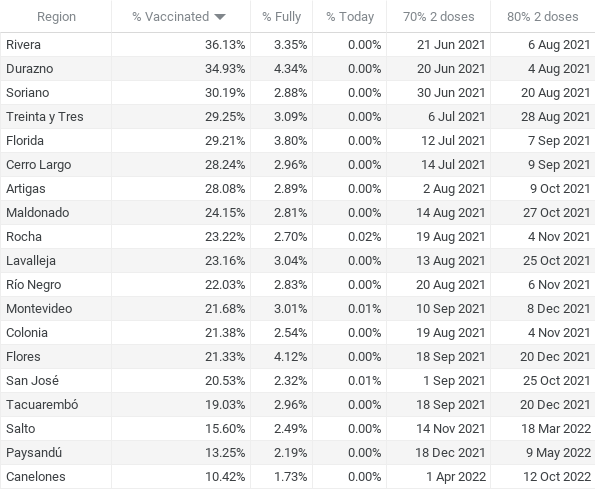 Region % Vaccinated % Fully % Today 70% 2 doses 80% 2 doses
Rivera 36.13% 3.35% 0.00% 21 Jun 2021 6 Aug 2021
Durazno 34.93% 4.34% 0.00% 20 Jun 2021 4 Aug 2021
Soriano 30.19% 2.88% 0.00% 30 Jun 2021 20 Aug 2021
Treinta y Tres 29.25% 3.09% 0.00% 6 Jul 2021 28 Aug 2021
Florida 29.21% 3.80% 0.00% 12 Jul 2021 7 Sep 2021
Cerro Largo 28.24% 2.96% 0.00% 14 Jul 2021 9 Sep 2021
Artigas 28.08% 2.89% 0.00% 2 Aug 2021 9 Oct 2021
Maldonado 24.15% 2.81% 0.00% 14 Aug 2021 27 Oct 2021
Rocha 23.22% 2.70% 0.02% 19 Aug 2021 4 Nov 2021
Lavalleja 23.16% 3.04% 0.00% 13 Aug 2021 25 Oct 2021
Río Negro 22.03% 2.83% 0.00% 20 Aug 2021 6 Nov 2021
Montevideo 21.68% 3.01% 0.01% 10 Sep 2021 8 Dec 2021
Colonia 21.38% 2.54% 0.00% 19 Aug 2021 4 Nov 2021
Flores 21.33% 4.12% 0.00% 18 Sep 2021 20 Dec 2021
San José 20.53% 2.32% 0.01% 1 Sep 2021 25 Oct 2021
Tacuarembó 19.03% 2.96% 0.00% 18 Sep 2021 20 Dec 2021
Salto 15.60% 2.49% 0.00% 14 Nov 2021 18 Mar 2022
Paysandú 13.25% 2.19% 0.00% 18 Dec 2021 9 May 2022
Canelones 10.42% 1.73% 0.00% 1 Apr 2022 12 Oct 2022